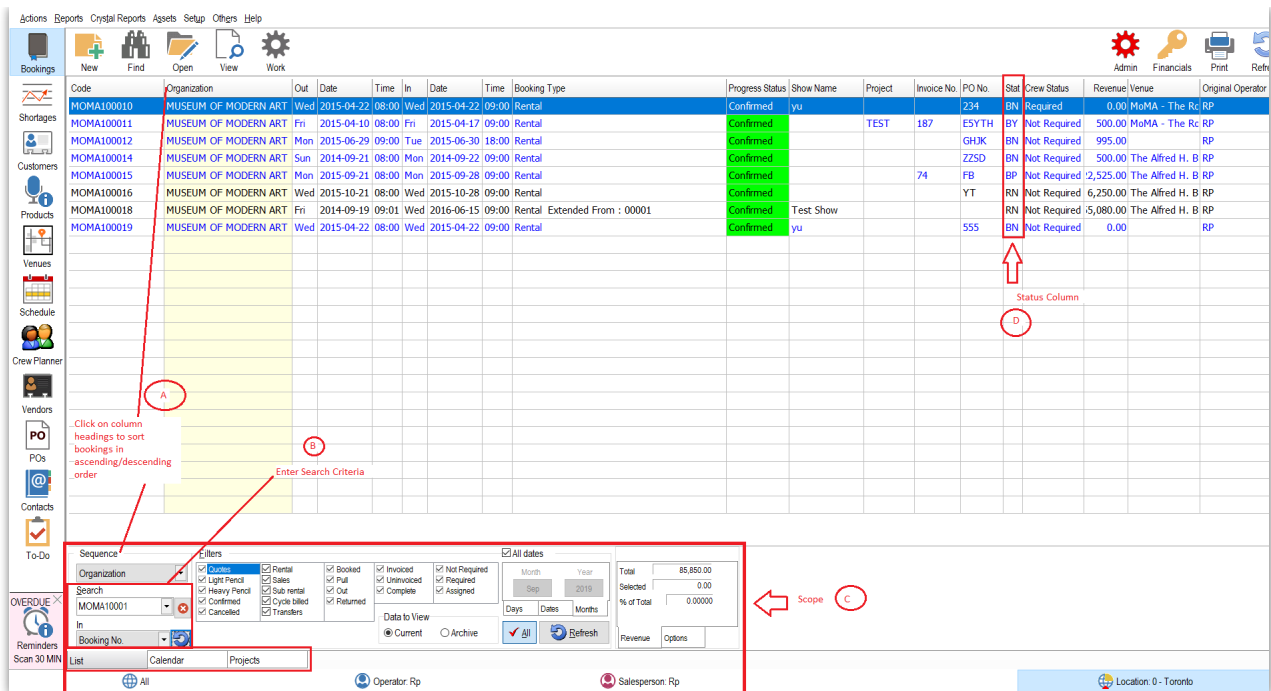 Actions Reports Crystal Reports Assets Setup Others Help
Bookings New Find Open View Work Admin Financials Print Refre
Code Organization Out Date Time In Date Time Booking Type Progress Status Show Name Project Invoice No. PO No. Stat Crew Status Revenue Venue Original Operator
MOMA100010 MUSEUM OF MODERN ART Wed 2015-04-22 08:00 Wed 2015-04-22 09:00 Rental Confirmed yu 234 BN Required 0.00 MoMA - The Rc RP
MOMA100011 MUSEUM OF MODERN ART Fri 2015-04-10 08:00 Fri 2015-04-17 09:00 Rental Confirmed TEST 187 E5YTH BY Not Required 500.00 MoMA - The Rc RP
MOMA100012 MUSEUM OF MODERN ART Mon 2015-06-29 09:00 Tue 2015-06-30 18:00 Rental Confirmed GHJK BN Not Required 995.00 RP
MOMA100014 MUSEUM OF MODERN ART Sun 2014-09-21 08:00 Mon 2014-09-22 09:00 Rental Confirmed ZZSD BN Not Required 500.00 The Alfred H. B RP
MOMA100015 MUSEUM OF MODERN ART Mon 2015-09-21 08:00 Mon 2015-09-28 09:00 Rental Confirmed 74 FB BP Not Required 2,525.00 The Alfred H. B RP
MOMA100016 MUSEUM OF MODERN ART Wed 2015-10-21 08:00 Wed 2015-10-28 09:00 Rental Confirmed YT RN Not Required 6,250.00 The Alfred H. B RP
MOMA100018 MUSEUM OF MODERN ART Fri 2014-09-19 09:01 Wed 2016-06-15 09:00 Rental Extended From : 00001 Confirmed Test Show RN Not Required 5,080.00 The Alfred H. B RP
MOMA100019 MUSEUM OF MODERN ART Wed 2015-04-22 08:00 Wed 2015-04-22 09:00 Rental Confirmed yu 555 BN Not Required 0.00 RP
Shortages
Customers
Products
Venues
Schedule
Crew Planner
Vendors
PO
POs
Contacts
To-Do
OVERDUE
Reminders
Scan 30 MIN
Status Column
D
A
Click on column
headings to sort
bookings in
ascending/descending
order
B
Enter Search Criteria
Sequence
Organization
Search
MOMA10001
In
Booking No.
Filters
Quotes Rental Booked Invoiced Not Required
Light Pencil Sales Pull Uninvoiced Required
Heavy Pencil Sub rental Out Complete Assigned
Confirmed Cycle billed Returned
Cancelled Transfers
Data to View
Current Archive
All dates
Month Year
Sep 2019
Days Dates Months
All Refresh
Total 85,850.00
Selected 0.00
% of Total 0.00000
Revenue Options
Scope C
List Calendar Projects
All Operator: Rp Salesperson: Rp Location: 0 - Toronto